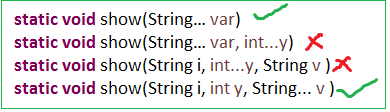 static void show(String... var)
static void show(String... var, int...y)
static void show(String i, int...y, String v )
static void show(String i, int y, String... v )